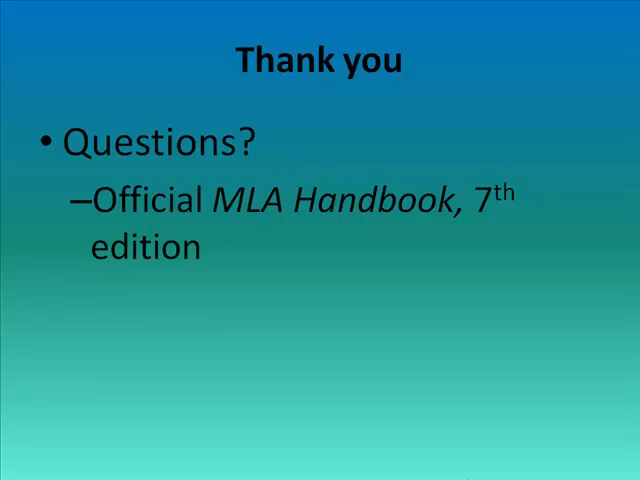 Thank you
• Questions?
–Official MLA Handbook, 7th
edition